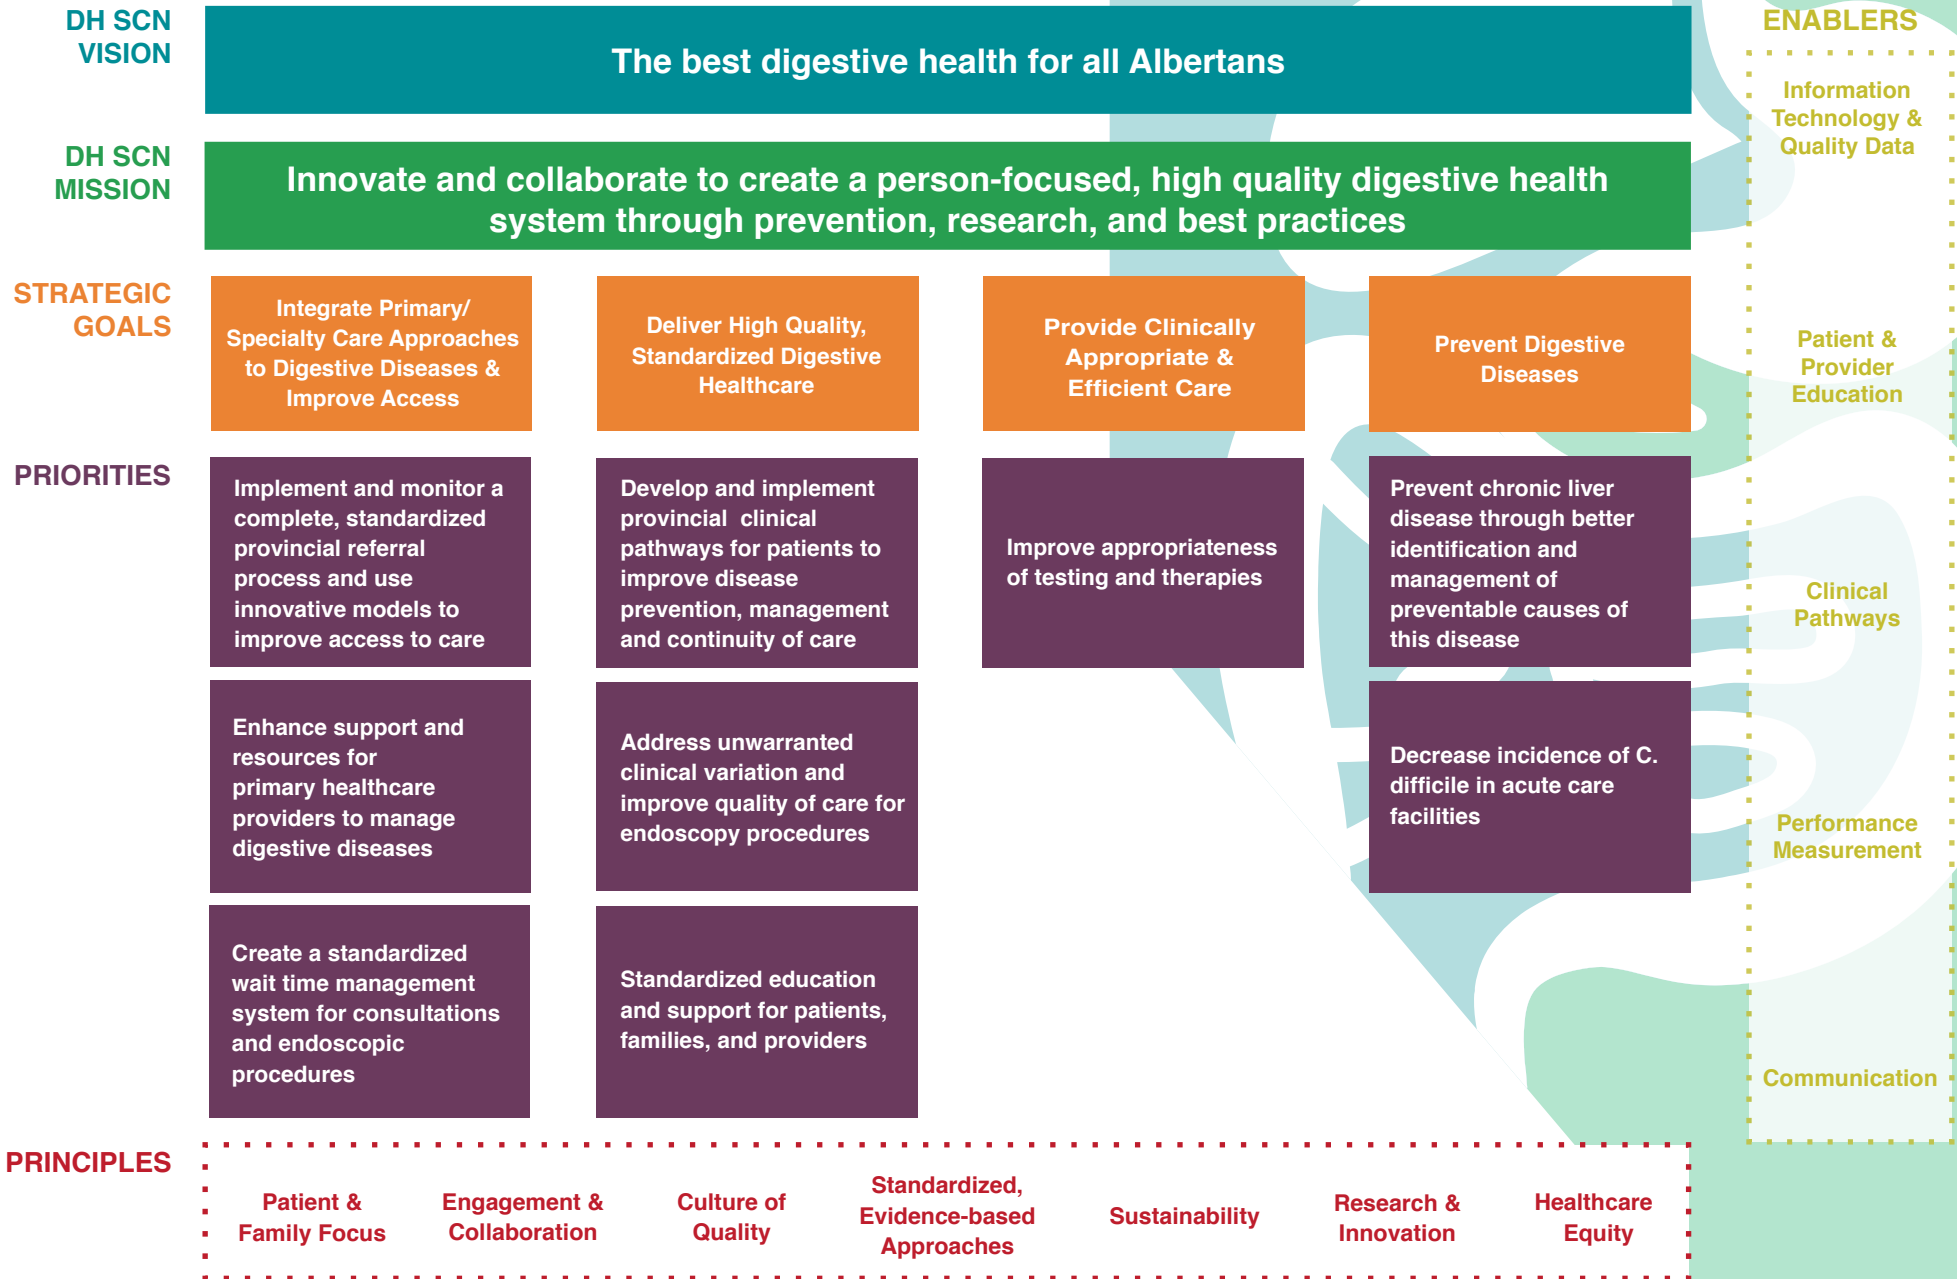 DH SCN
VISION
The best digestive health for all Albertans
DH SCN
MISSION
Innovate and collaborate to create a person-focused, high quality digestive health
system through prevention, research, and best practices
STRATEGIC
GOALS
Integrate Primary/
Specialty Care Approaches
to Digestive Diseases &
Improve Access
Deliver High Quality,
Standardized Digestive
Healthcare
Provide Clinically
Appropriate &
Efficient Care
Prevent Digestive
Diseases
PRIORITIES
Implement and monitor a
complete, standardized
provincial referral
process and use
innovative models to
improve access to care
Develop and implement
provincial clinical
pathways for patients to
improve disease
prevention, management
and continuity of care
Improve appropriateness
of testing and therapies
Prevent chronic liver
disease through better
identification and
management of
preventable causes of
this disease
Enhance support and
resources for
primary healthcare
providers to manage
digestive diseases
Address unwarranted
clinical variation and
improve quality of care for
endoscopy procedures
Decrease incidence of C.
difficile in acute care
facilities
Create a standardized
wait time management
system for consultations
and endoscopic
procedures
Standardized education
and support for patients,
families, and providers
PRINCIPLES
Patient &
Family Focus
Engagement &
Collaboration
Culture of
Quality
Standardized,
Evidence-based
Approaches
Sustainability
Research &
Innovation
Healthcare
Equity
ENABLERS
Information
Technology &
Quality Data
Patient &
Provider
Education
Clinical
Pathways
Performance
Measurement
Communication